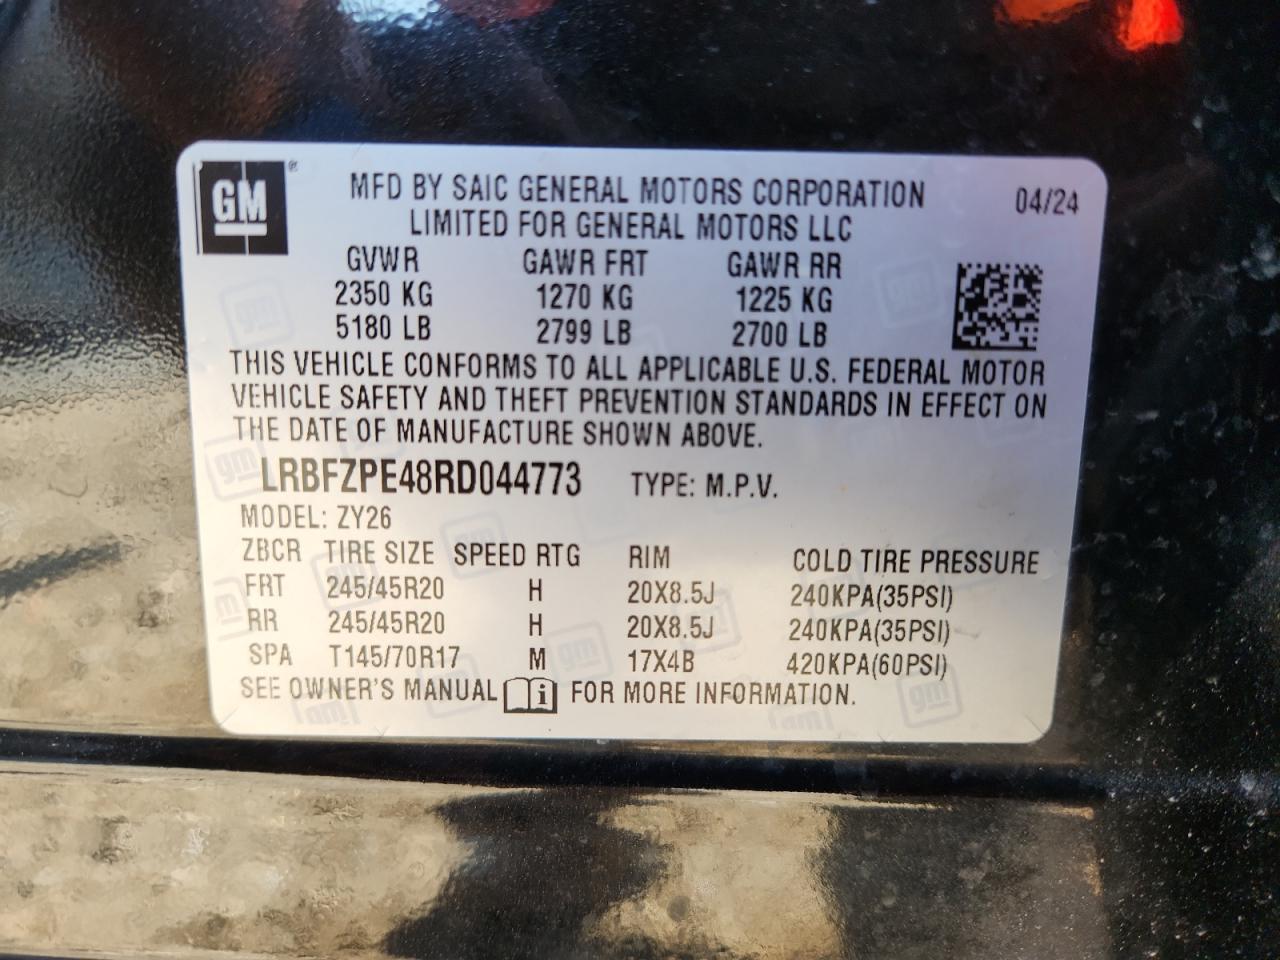 GM ®
MFD BY SAIC GENERAL MOTORS CORPORATION 04/24
LIMITED FOR GENERAL MOTORS LLC
GVWR GAWR FRT GAWR RR
2350 KG 1270 KG 1225 KG
5180 LB 2799 LB 2700 LB
THIS VEHICLE CONFORMS TO ALL APPLICABLE U.S. FEDERAL MOTOR
VEHICLE SAFETY AND THEFT PREVENTION STANDARDS IN EFFECT ON
THE DATE OF MANUFACTURE SHOWN ABOVE.
LRBFZPE48RD044773 TYPE: M.P.V.
MODEL: ZY26
ZBCR TIRE SIZE SPEED RTG RIM COLD TIRE PRESSURE
FRT 245/45R20 H 20X8.5J 240KPA(35PSI)
RR 245/45R20 H 20X8.5J 240KPA(35PSI)
SPA T145/70R17 M 17X4B 420KPA(60PSI)
SEE OWNER'S MANUAL i FOR MORE INFORMATION.